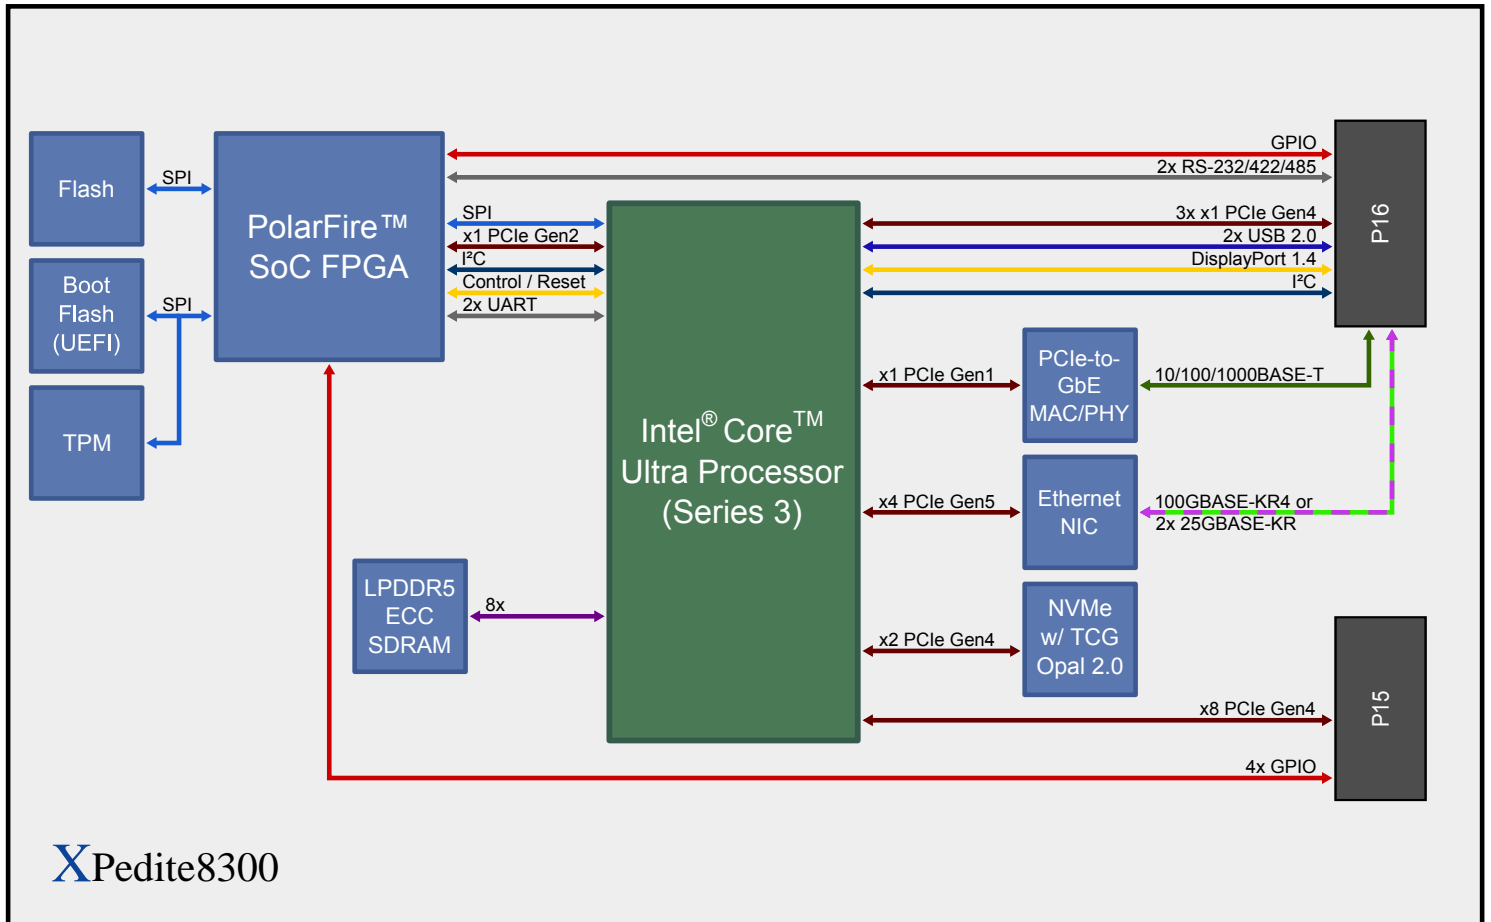 GPIO
2x RS-232/422/485
Flash
SPI
PolarFire™
SoC FPGA
SPI
x1 PCIe Gen2
I²C
Control / Reset
2x UART
3x x1 PCIe Gen4
2x USB 2.0
DisplayPort 1.4
I²C
P16
Boot
Flash
(UEFI)
SPI
TPM
Intel® Core™
Ultra Processor
(Series 3)
x1 PCIe Gen1
PCIe-to-
GbE
MAC/PHY
10/100/1000BASE-T
x4 PCIe Gen5
Ethernet
NIC
100GBASE-KR4 or
2x 25GBASE-KR
LPDDR5
ECC
SDRAM
8x
x2 PCIe Gen4
NVMe
w/ TCG
Opal 2.0
x8 PCIe Gen4
P15
4x GPIO
XPedite8300